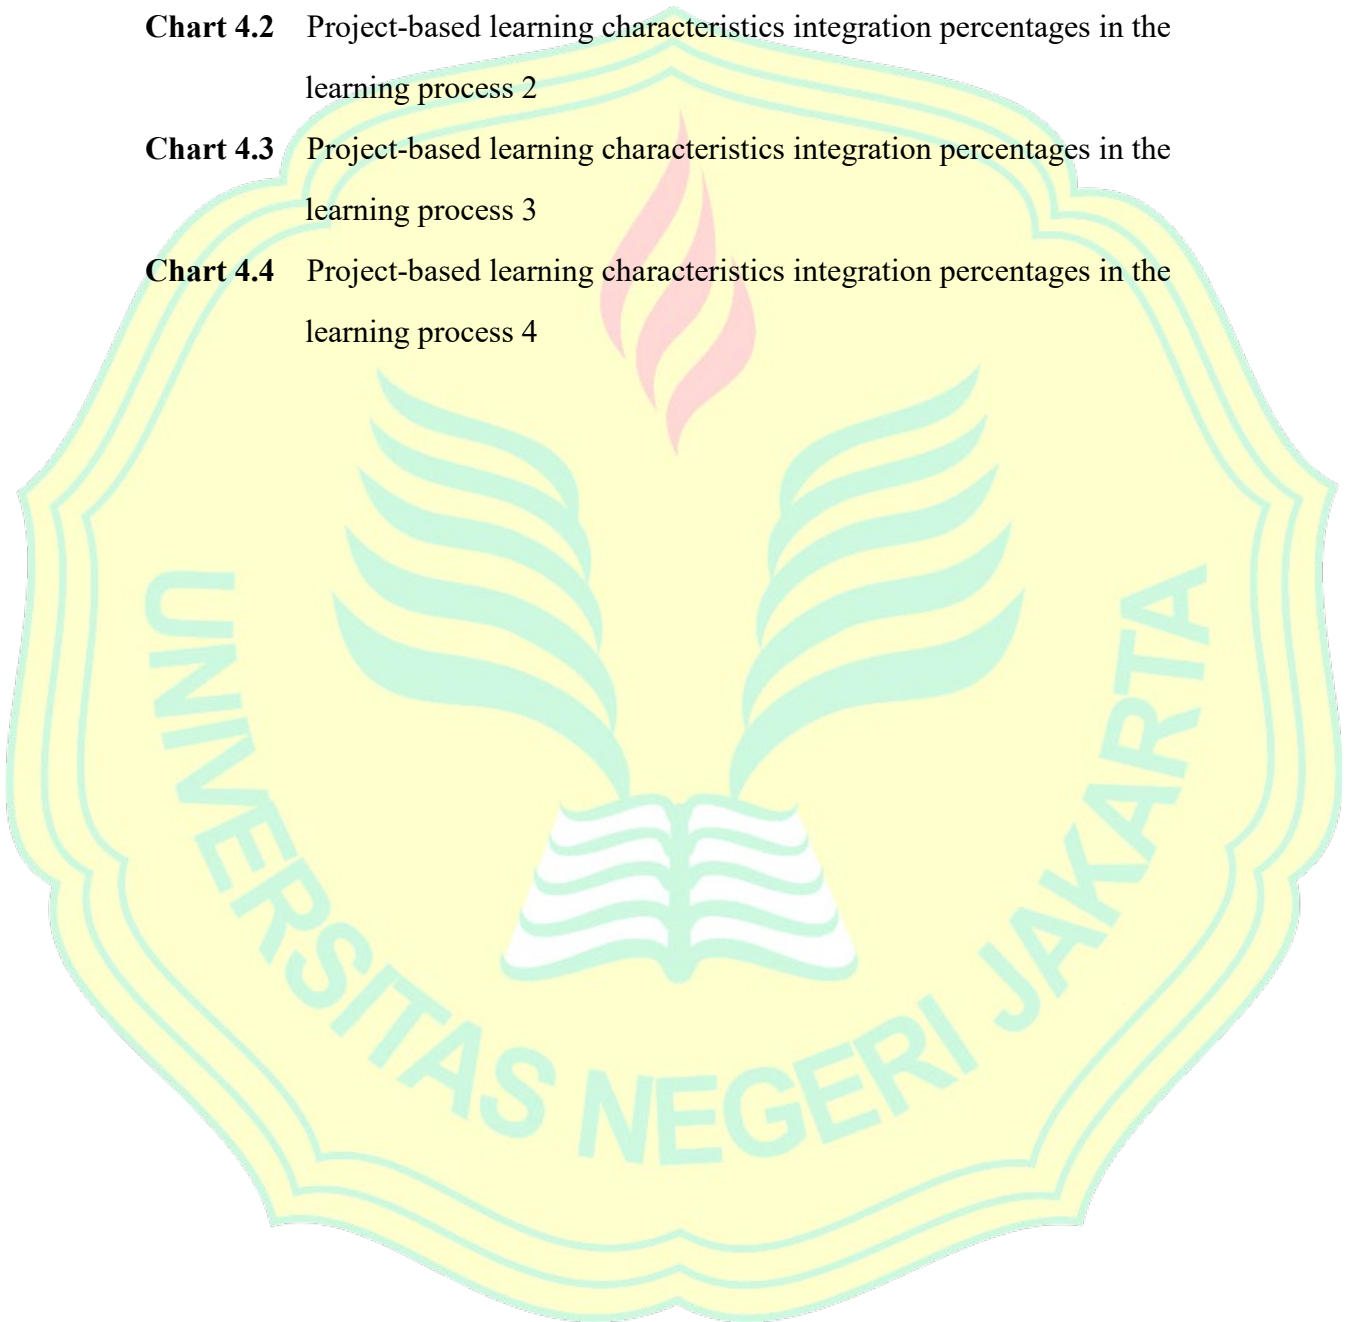 Chart 4.2 Project-based learning characteristics integration percentages in the
learning process 2
Chart 4.3 Project-based learning characteristics integration percentages in the
learning process 3
Chart 4.4 Project-based learning characteristics integration percentages in the
learning process 4
UNIVERSITAS NEGERI JAKARTA